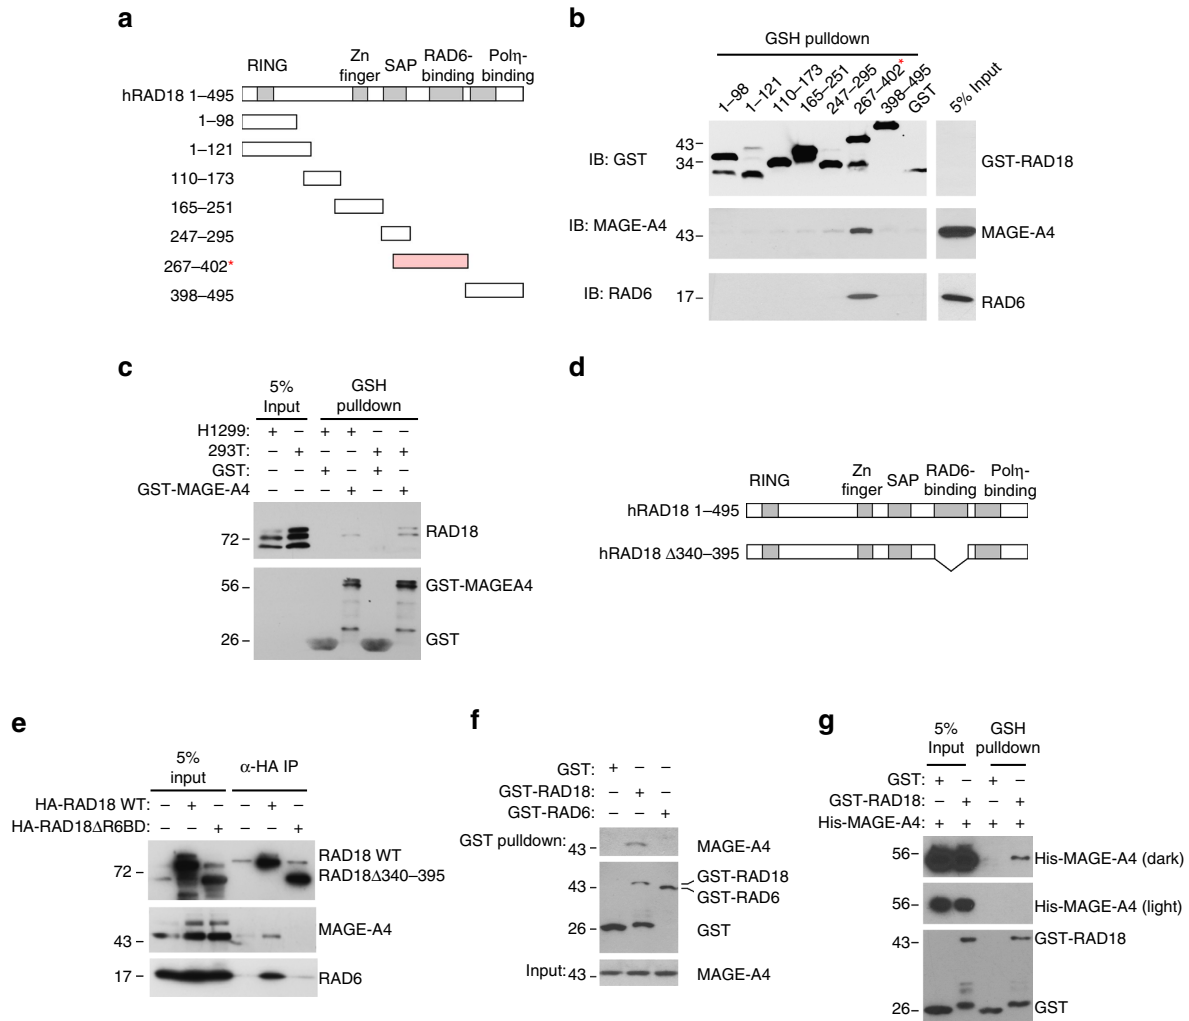 a
RING
Zn
finger
SAP
RAD6-
binding
Polη-
binding
hRAD18 1–495
1–98
1–121
110–173
165–251
247–295
267–402*
398–495
b
GSH pulldown
1–98
1–121
110–173
165–251
247–295
267–402*
398–495
GST
5% Input
IB: GST
43–
34–
GST-RAD18
IB: MAGE-A4
43–
MAGE-A4
IB: RAD6
17–
RAD6
c
5%
Input
GSH
pulldown
H1299: + – + + – –
293T: – + – – + +
GST: – – + – + –
GST-MAGE-A4 – – – + – +
72 –
RAD18
56 –
GST-MAGEA4
26 –
GST
d
RING
Zn
finger
SAP
RAD6-
binding
Polη-
binding
hRAD18 1–495
hRAD18 Δ340–395
e
5%
input
α-HA IP
HA-RAD18 WT: – + – – + –
HA-RAD18ΔR6BD: – – + – – +
72 –
RAD18 WT
RAD18Δ340–395
43 –
MAGE-A4
17 –
RAD6
f
GST: + – –
GST-RAD18: – + –
GST-RAD6: – – +
GST pulldown: 43 –
MAGE-A4
43 –
GST-RAD18
GST-RAD6
26 –
GST
Input: 43 –
MAGE-A4
g
5%
Input
GSH
pulldown
GST: + – + –
GST-RAD18: – + – +
His-MAGE-A4: + + + +
56–
His-MAGE-A4 (dark)
56–
His-MAGE-A4 (light)
43–
GST-RAD18
26–
GST